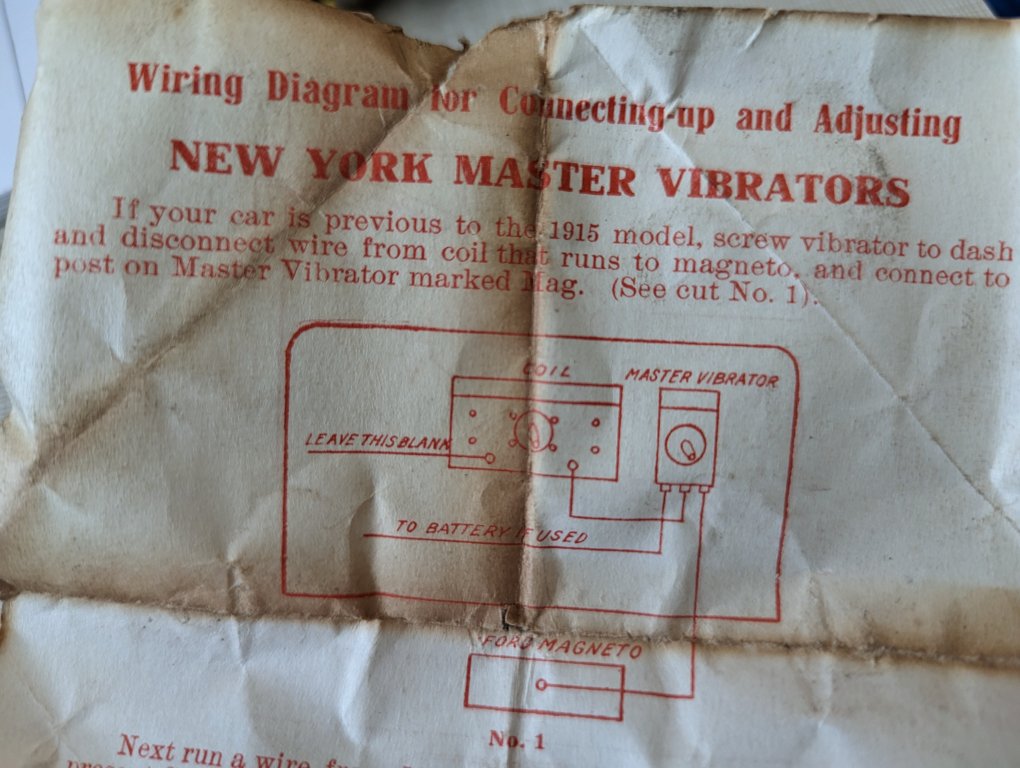 Wiring Diagram for Connecting-up and Adjusting
NEW YORK MASTER VIBRATORS
If your car is previous to the 1915 model, screw vibrator to dash
and disconnect wire from coil that runs to magneto, and connect to
post on Master Vibrator marked Mag. (See cut No. 1).
COIL
MASTER VIBRATOR
LEAVE THIS BLANK
TO BATTERY IF USED
FORD MAGNETO
No. 1
Next run a wire